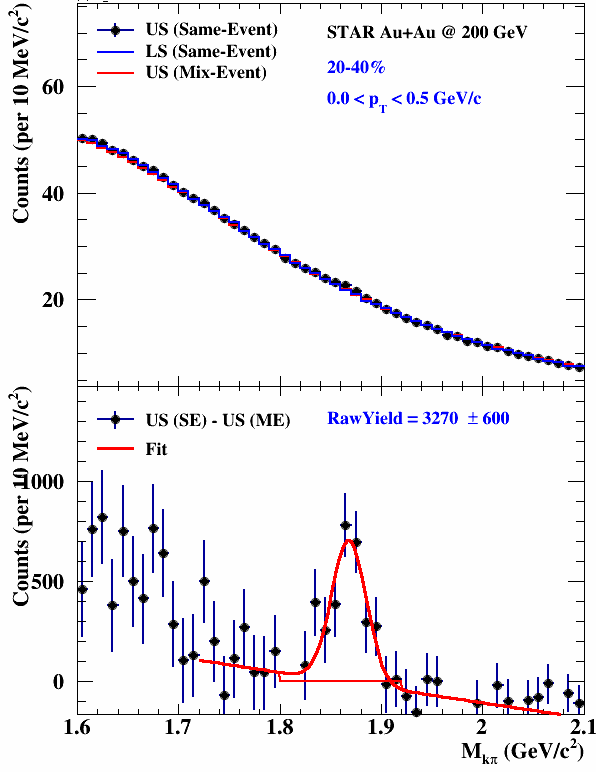 US (Same-Event)
LS (Same-Event)
US (Mix-Event)
STAR Au+Au @ 200 GeV
20-40%
0.0 < pT < 0.5 GeV/c
Counts (per 10 MeV/c²)
60
40
20
US (SE) - US (ME)
Fit
RawYield = 3270 ± 600
Counts (per 10 MeV/c²)
1000
500
0
1.6 1.7 1.8 1.9 2 2.1
Mkπ (GeV/c²)